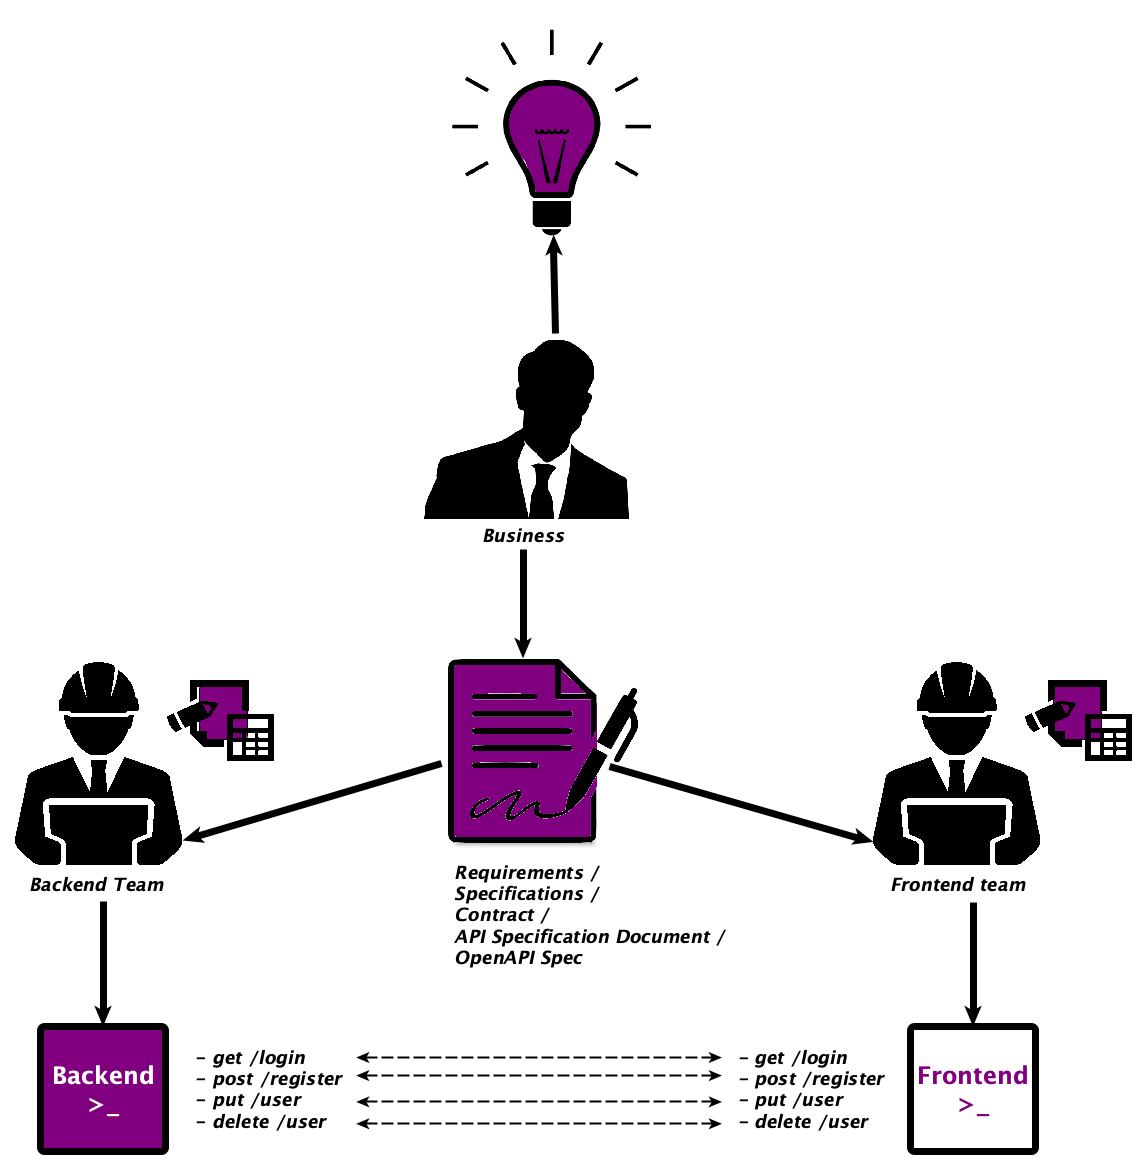 Business
Backend Team
Requirements /
Specifications /
Contract /
API Specification Document /
OpenAPI Spec
Frontend team
Backend
>_
- get /login
- post /register
- put /user
- delete /user
- get /login
- post /register
- put /user
- delete /user
Frontend
>_